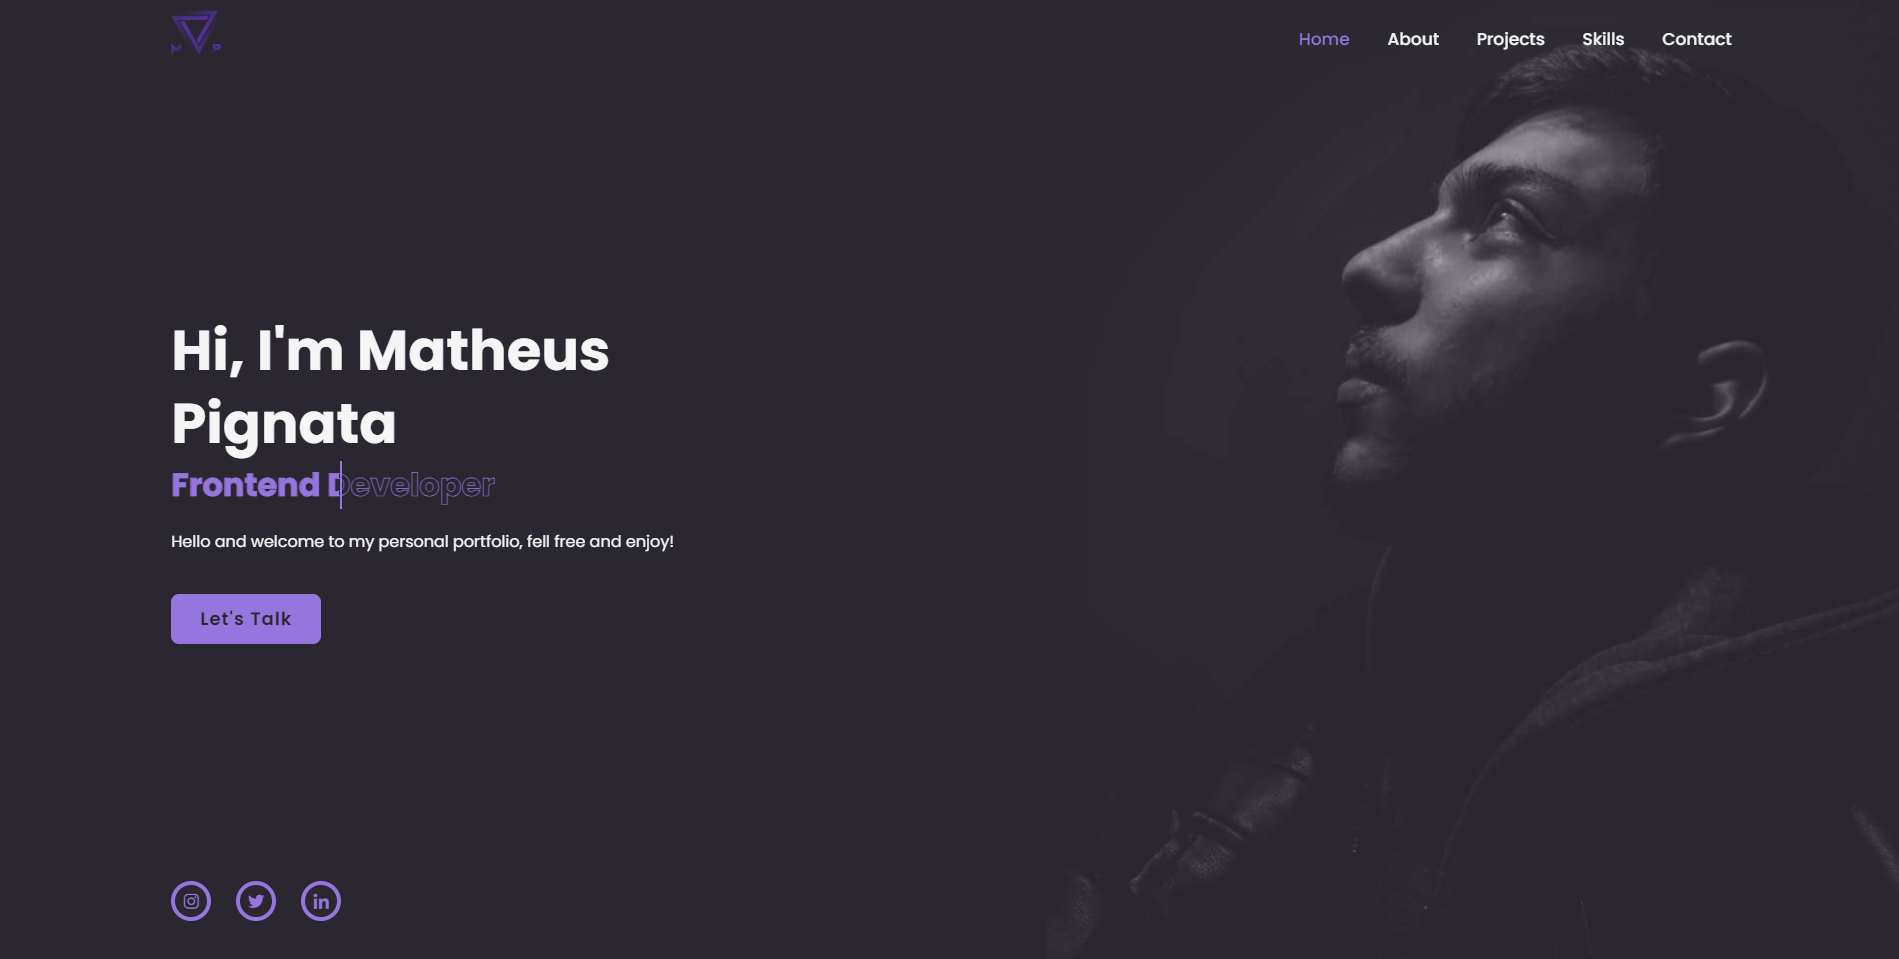 M P
Home About Projects Skills Contact
Hi, I'm Matheus
Pignata
Frontend Developer
Hello and welcome to my personal portfolio, fell free and enjoy!
Let's Talk